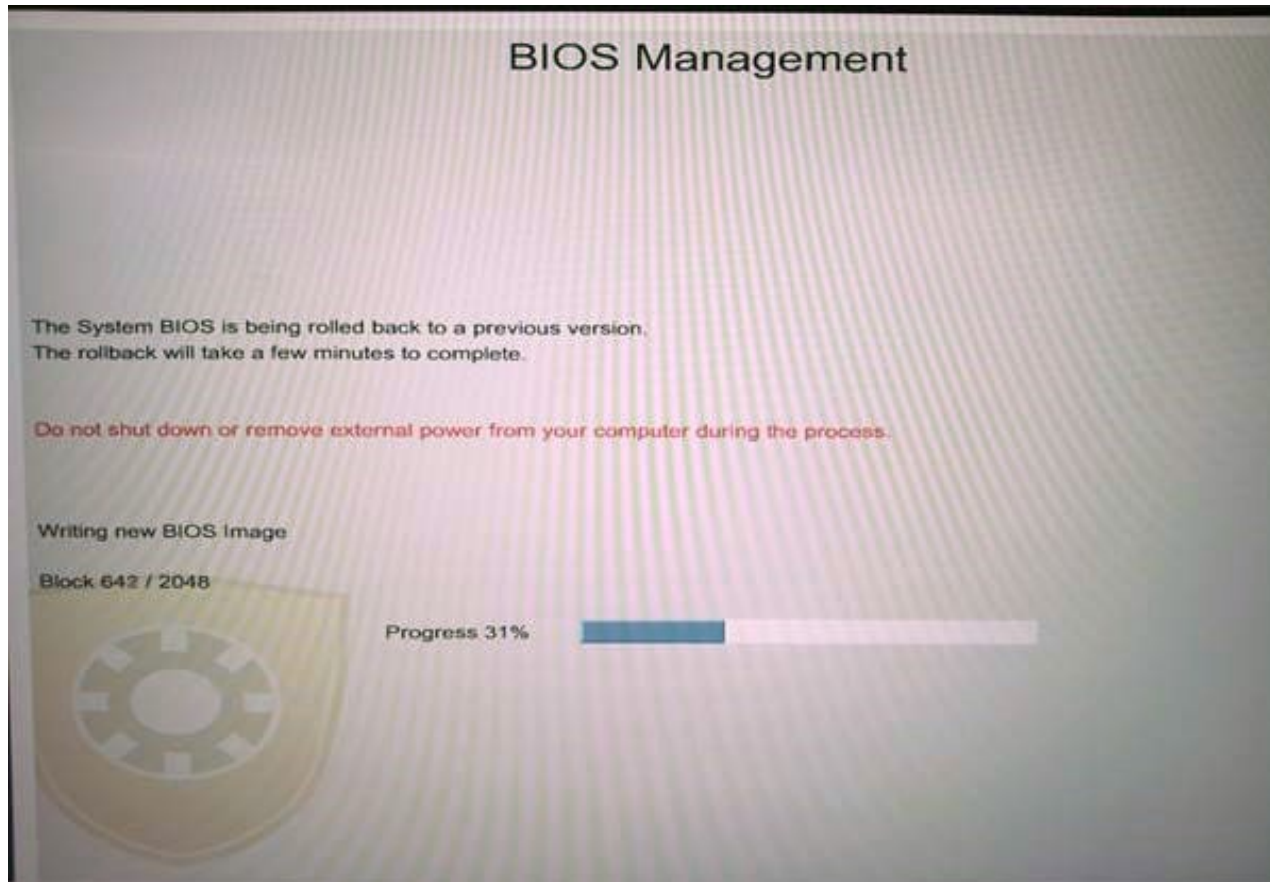 BIOS Management
The System BIOS is being rolled back to a previous version.
The rollback will take a few minutes to complete.
Do not shut down or remove external power from your computer during the process.
Writing new BIOS Image
Block 642 / 2048
Progress 31%